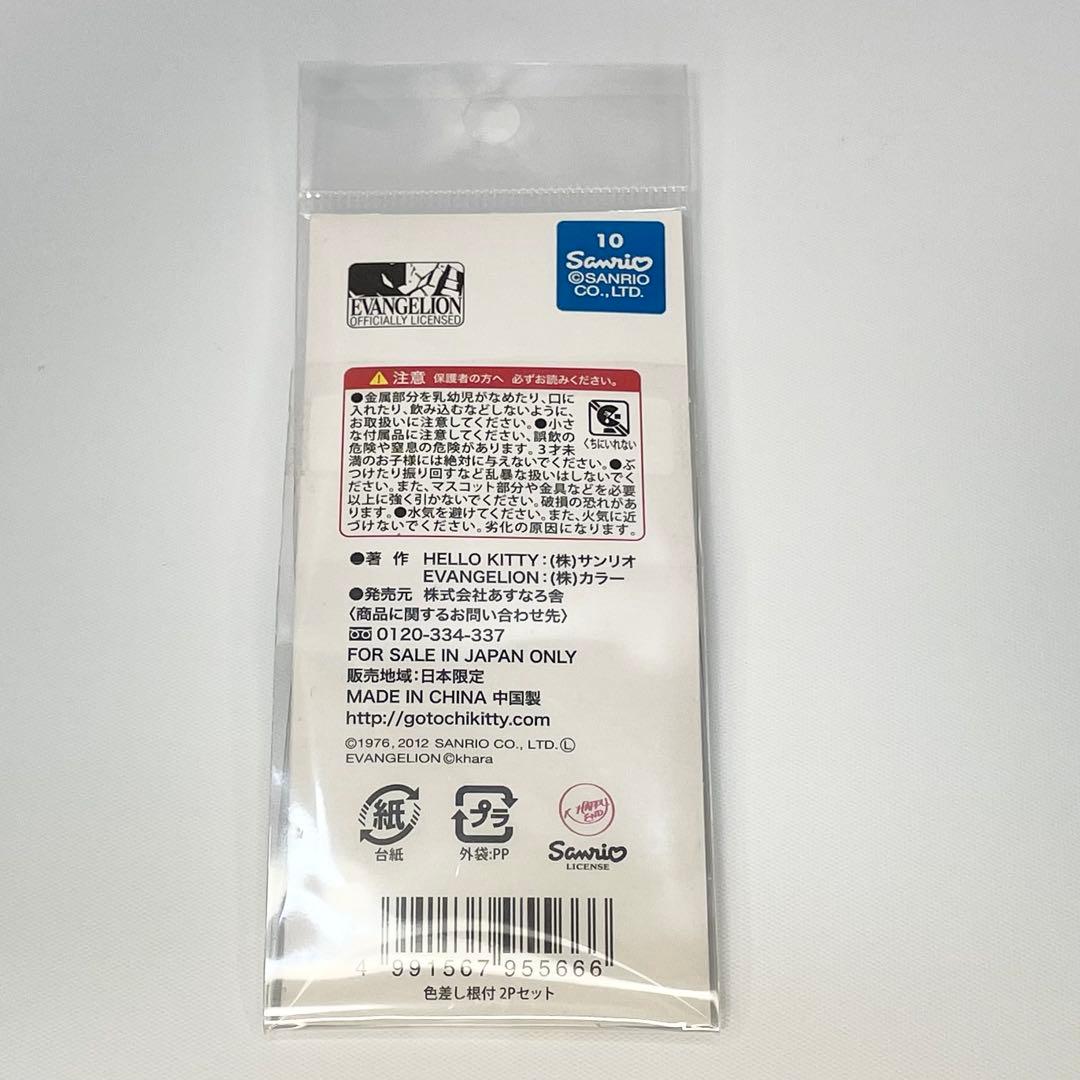 10
Sanrio
©SANRIO
CO.,LTD.
EVANGELION
OFFICIALLY LICENSED
注意 保護者の方へ 必ずお読みください。
●金属部分を乳幼児がなめたり、口に
入れたり、飲み込むなどしないように、
お取扱いに注意してください。●小さ
な付属品に注意してください、誤飲の
危険や窒息の危険があります。3才未
満のお子様には絶対に与えないでください。●ぶ
つけたり振り回すなど乱暴な扱いはしないでく
ださい。また、マスコット部分や金具などを必要
以上に強く引かないでください。破損の恐れがあ
ります。●水気を避けてください。また、火気に近
づけないでください。劣化の原因になります。
くちにいれない
●著 作 HELLO KITTY:(株)サンリオ
EVANGELION:(株)カラー
●発売元 株式会社あすなろ舎
〈商品に関するお問い合わせ先〉
0120-334-337
FOR SALE IN JAPAN ONLY
販売地域:日本限定
MADE IN CHINA 中国製
http://gotochikitty.com
©1976, 2012 SANRIO CO., LTD. Ⓛ
EVANGELION©khara
紙
台紙
プラ
外袋:PP
HAPPY
END
Sanrio
LICENSE
4 991567 955666
色差し根付 2Pセット